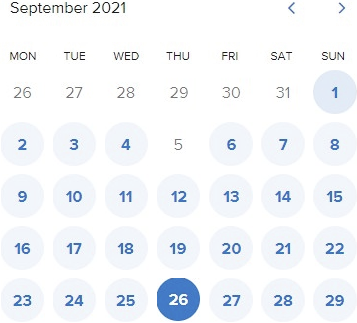 September 2021
MON TUE WED THU FRI SAT SUN
26 27 28 29 30 31 1
2 3 4 5 6 7 8
9 10 11 12 13 14 15
16 17 18 19 20 21 22
23 24 25 26 27 28 29